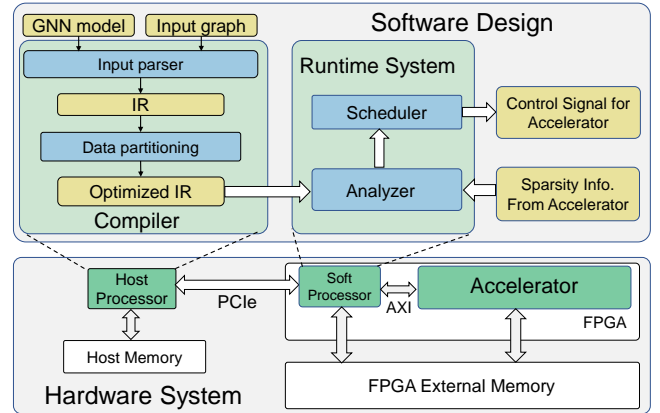 GNN model
Input graph
Software Design
Input parser
Runtime System
IR
Scheduler
Control Signal for
Accelerator
Data partitioning
Optimized IR
Analyzer
Sparsity Info.
From Accelerator
Compiler
Host
Processor
PCIe
Soft
Processor
AXI
Accelerator
FPGA
Host Memory
FPGA External Memory
Hardware System